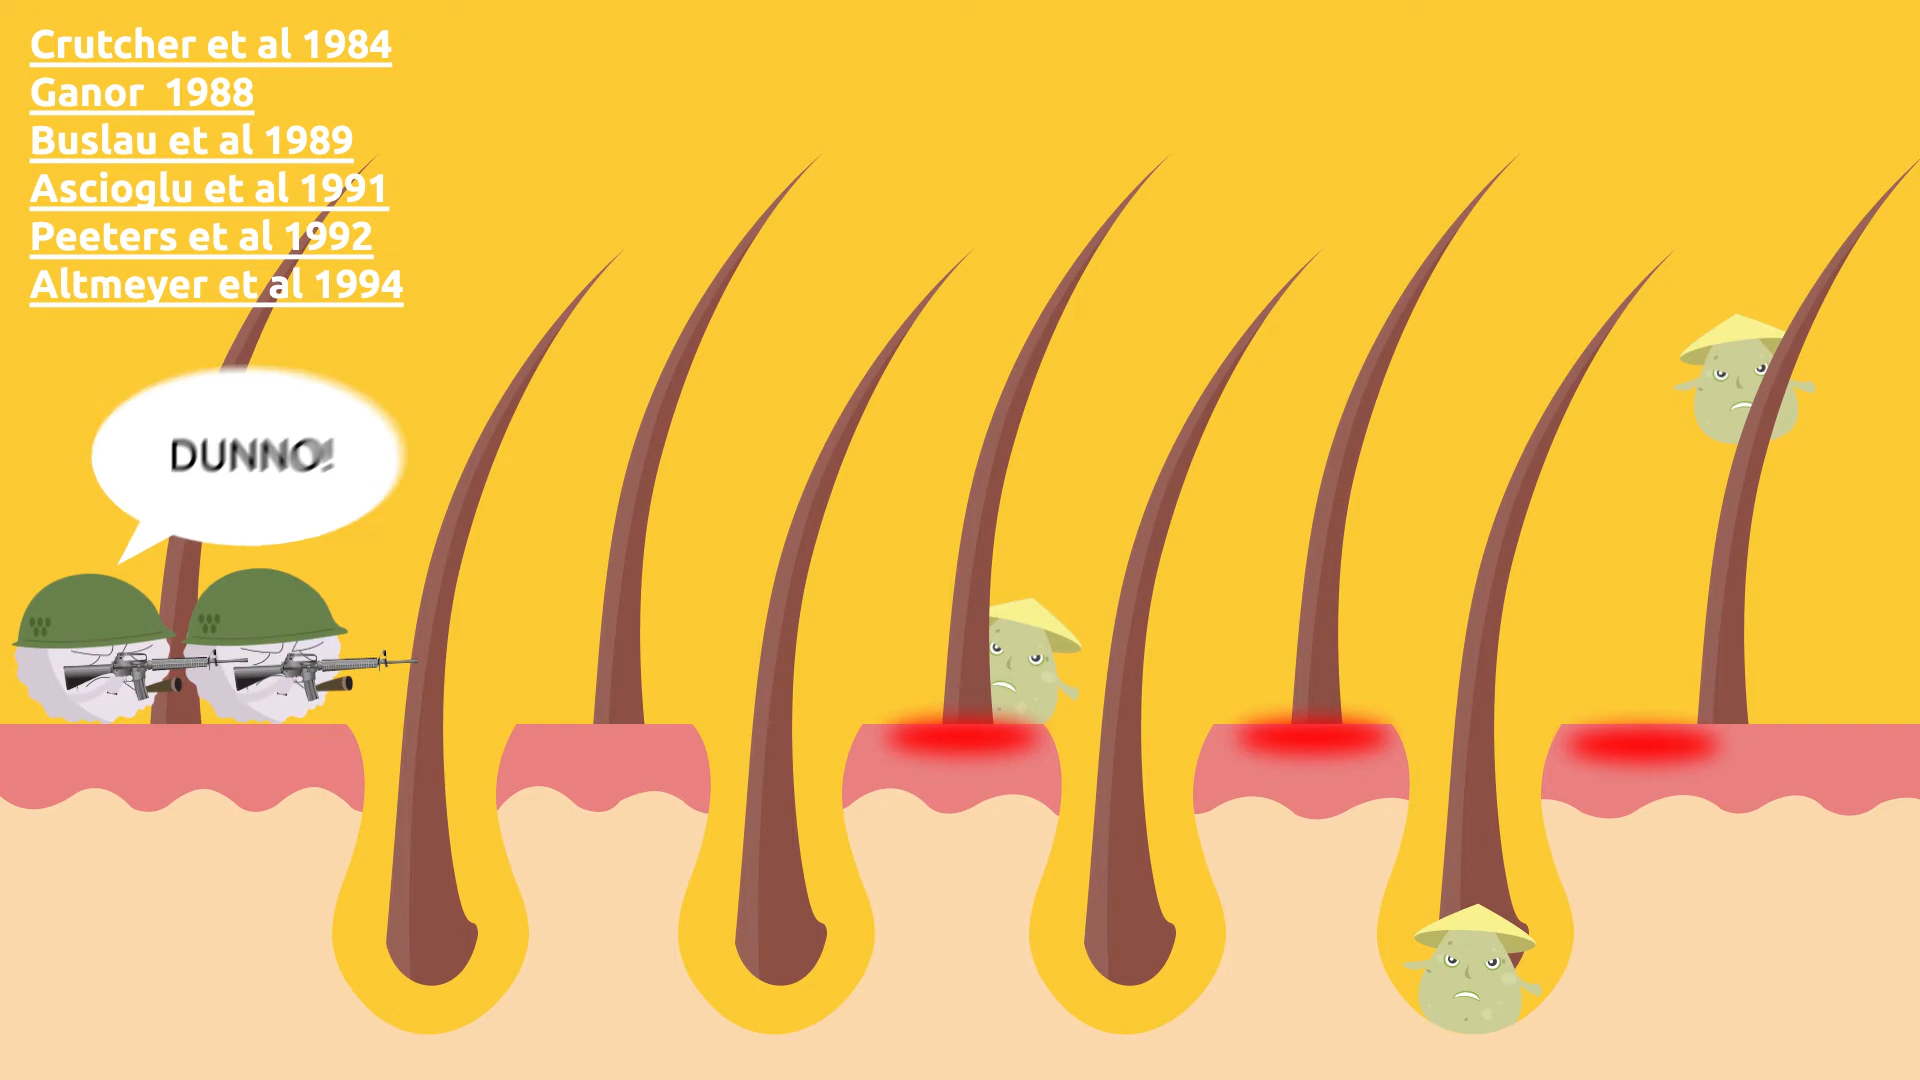 Crutcher et al 1984
Ganor  1988
Buslau et al 1989
Ascioglu et al 1991
Peeters et al 1992
Altmeyer et al 1994
DUNNO!